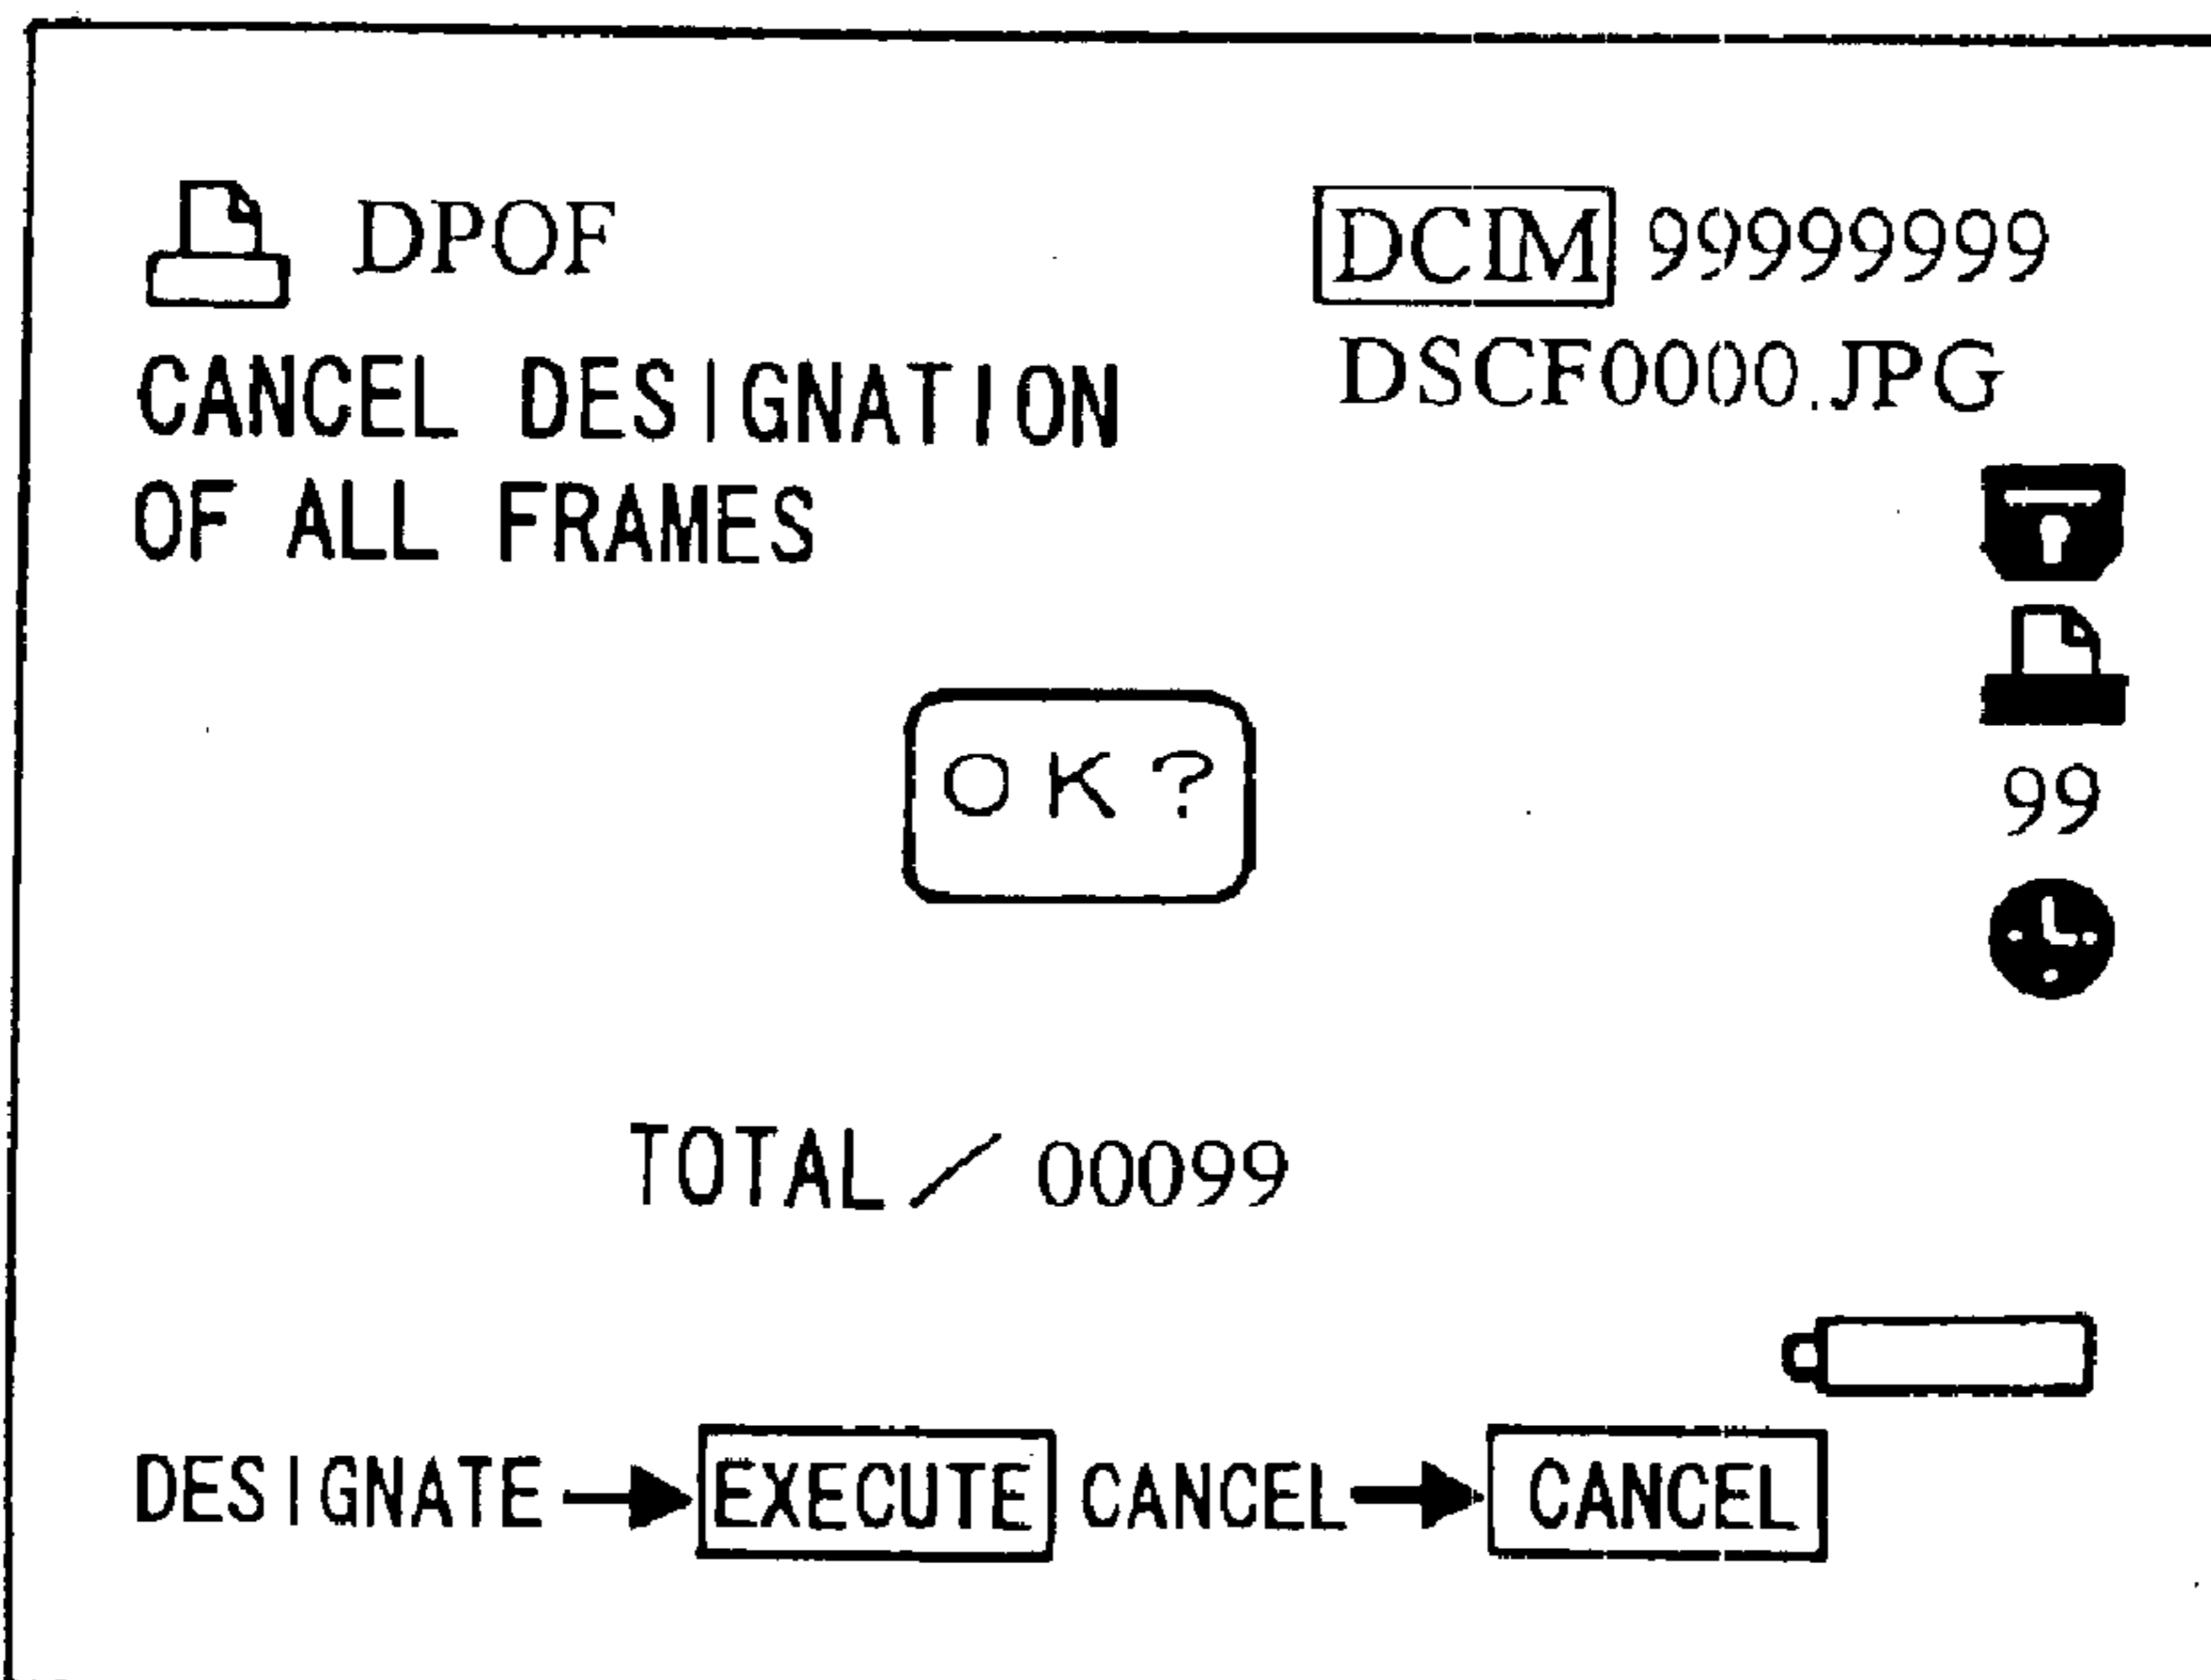 DPOF
DCIM 99999999
CANCEL DESIGNATION
DSCF0000.JPG
OF ALL FRAMES
OK?
99
TOTAL / 00099
DESIGNATE → EXECUTE CANCEL → CANCEL